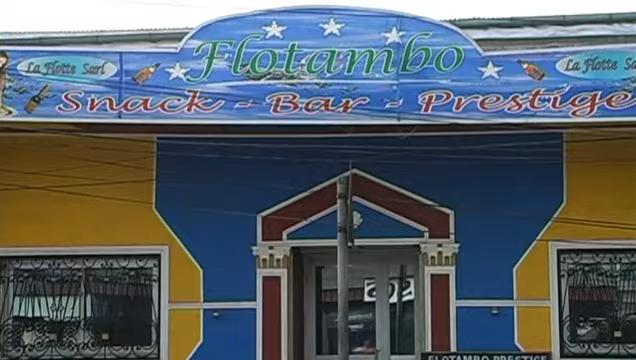 Flotambo
La Flotte Sarl
La Flotte Sa
Snack - Bar - Prestige
FLOTAMBO PRESTIGE